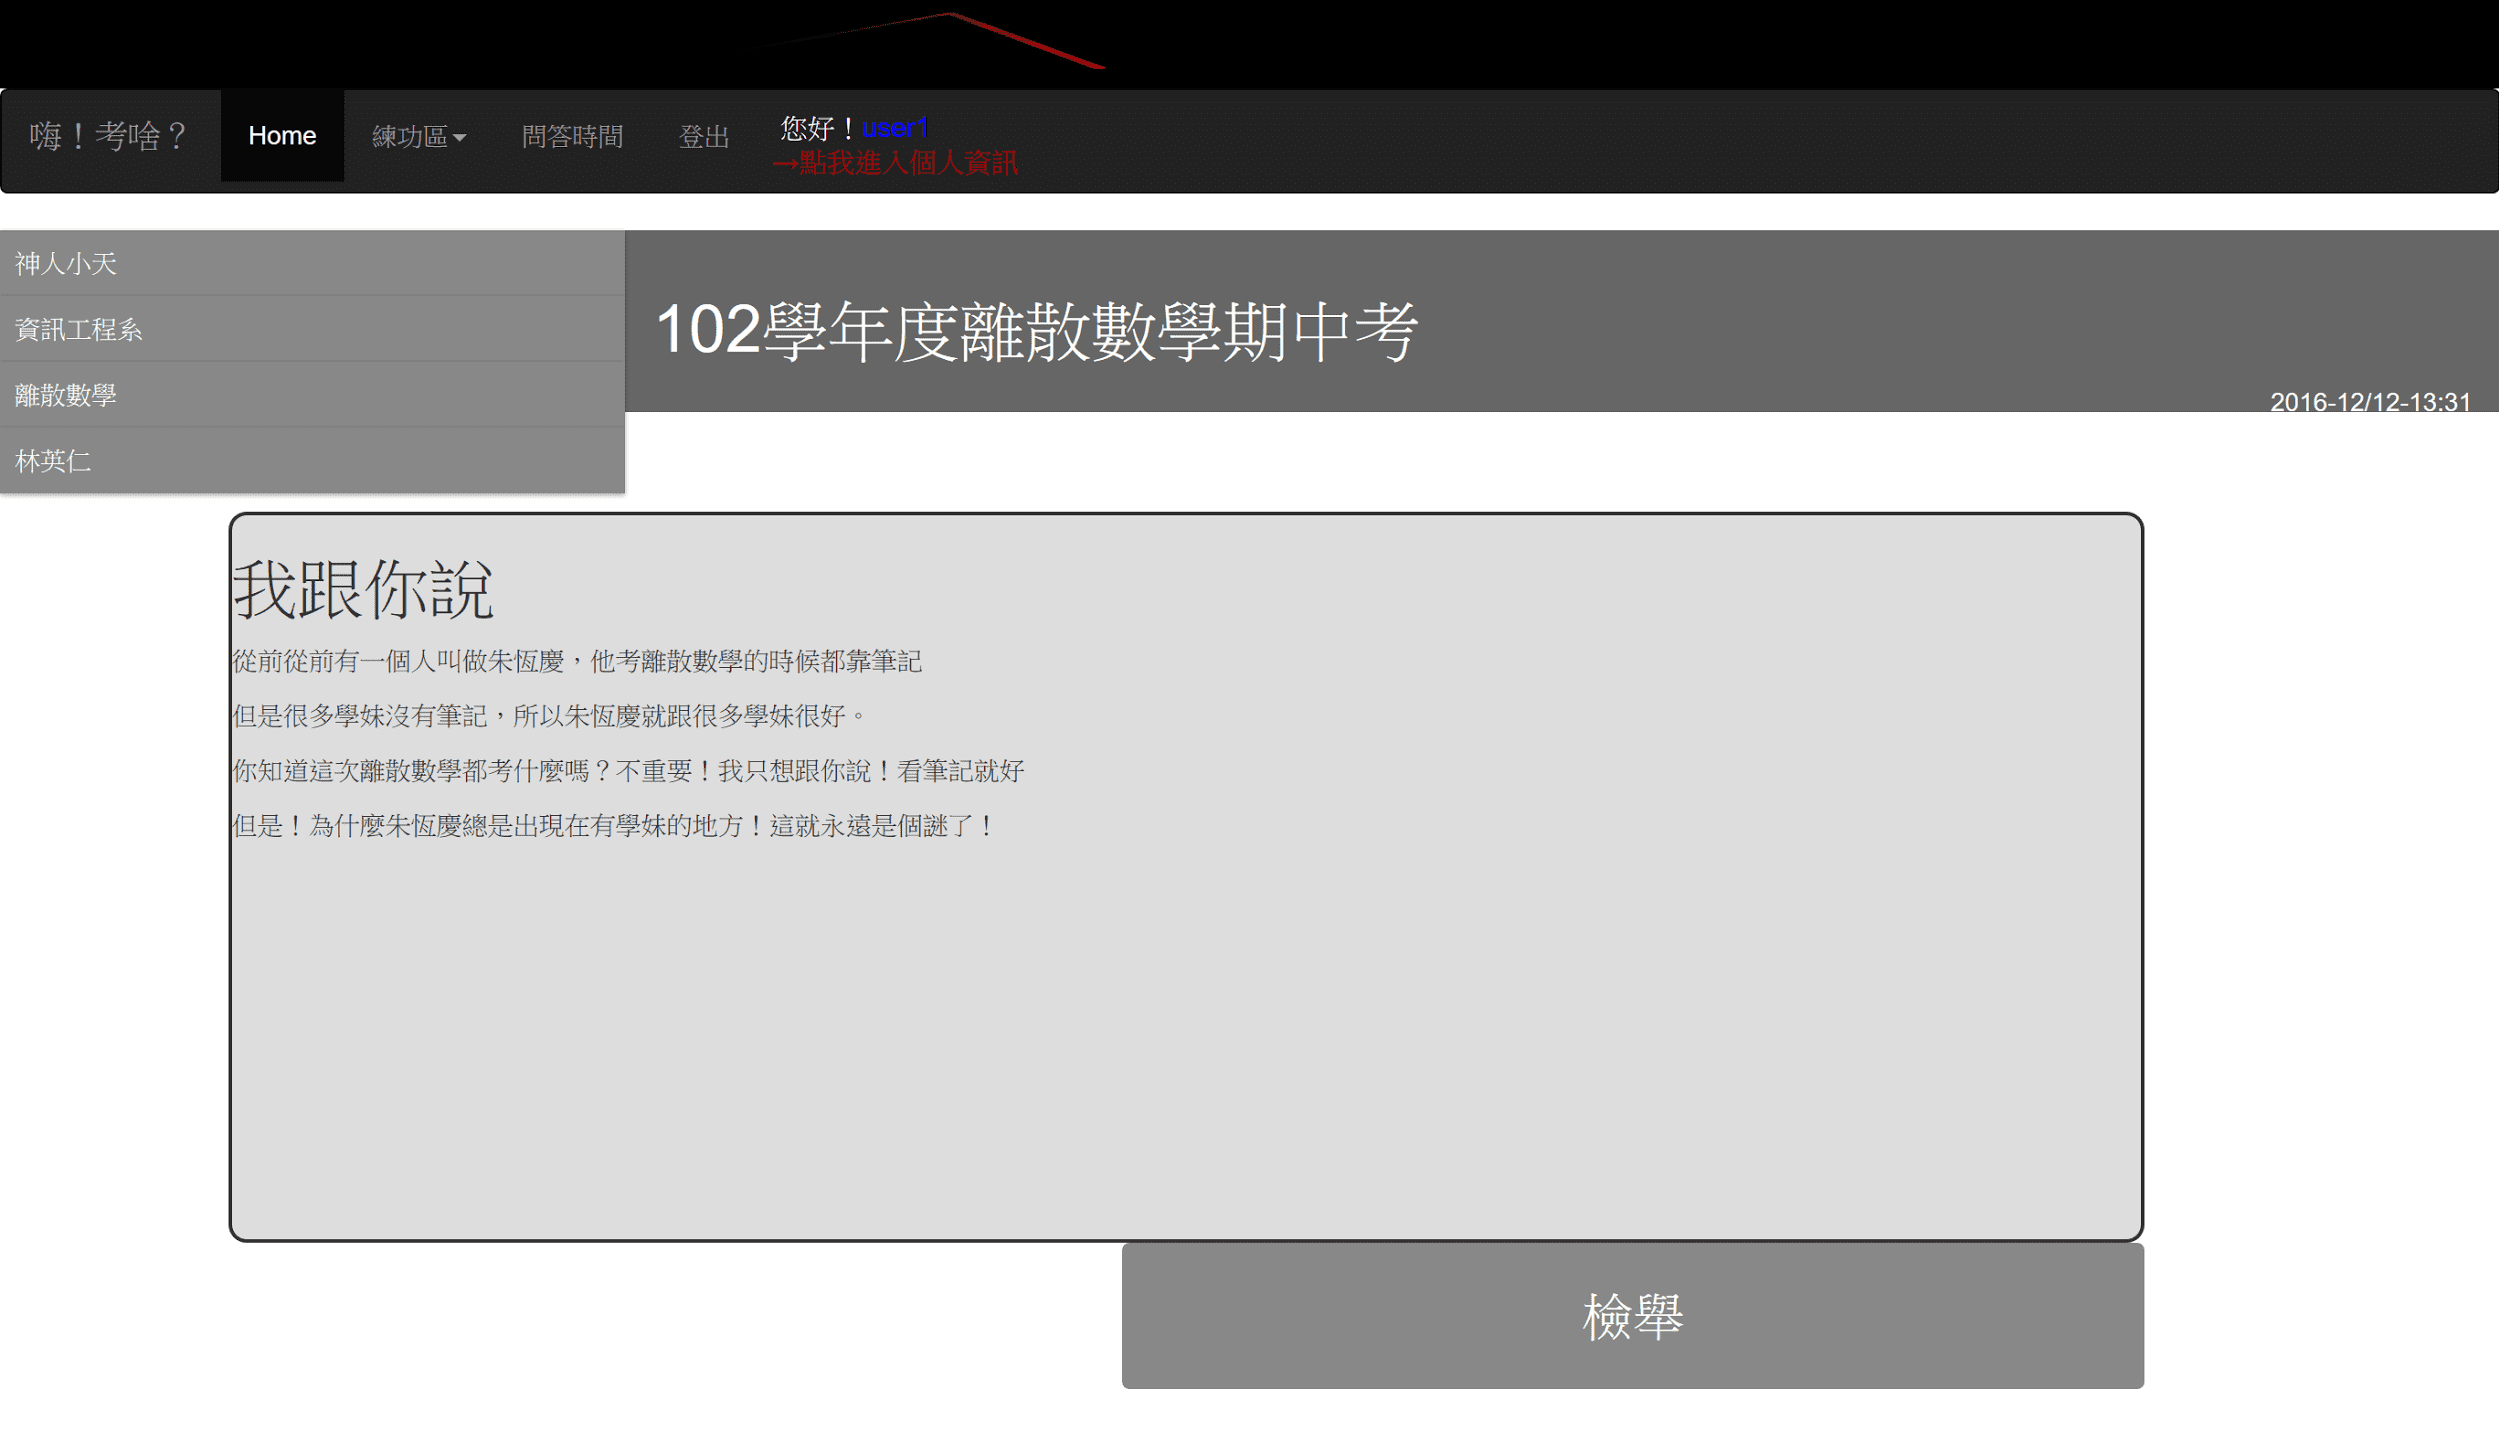 嗨！考啥？ Home 練功區 問答時間 登出 您好！user1
→點我進入個人資訊
神人小天
資訊工程系
離散數學
林英仁
102學年度離散數學期中考
2016-12/12-13:31
我跟你說
從前從前有一個人叫做朱恆慶，他考離散數學的時候都靠筆記
但是很多學妹沒有筆記，所以朱恆慶就跟很多學妹很好。
你知道這次離散數學都考什麼嗎？不重要！我只想跟你說！看筆記就好
但是！為什麼朱恆慶總是出現在有學妹的地方！這就永遠是個謎了！
檢舉